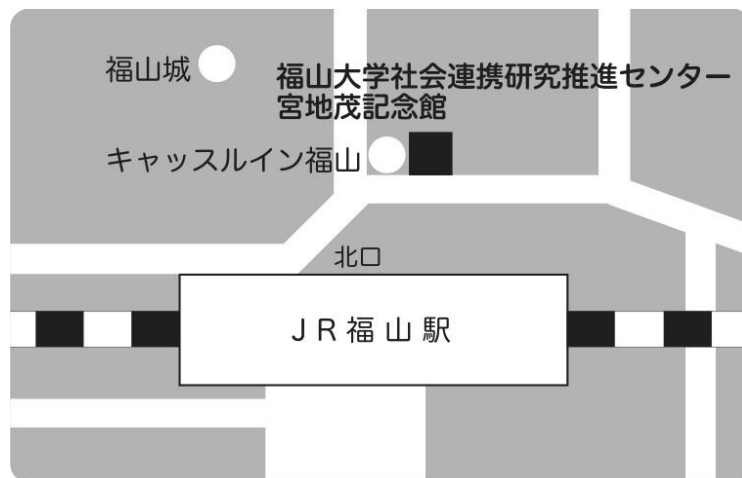 福山城
福山大学社会連携研究推進センター
宮地茂記念館
キャッスルイン福山
北口
JR福山駅